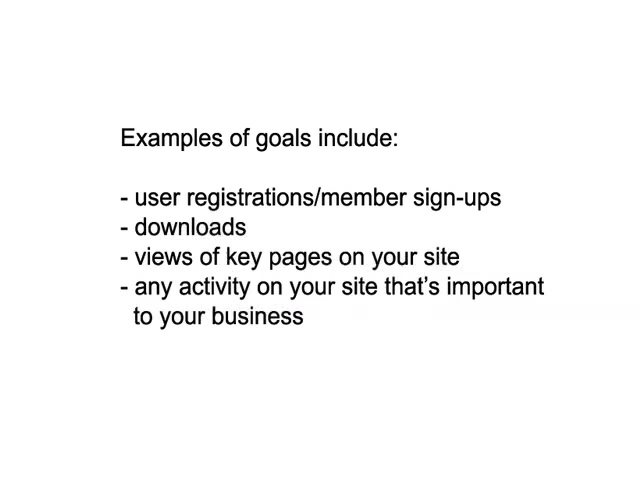 Examples of goals include:
- user registrations/member sign-ups
- downloads
- views of key pages on your site
- any activity on your site that’s important
to your business